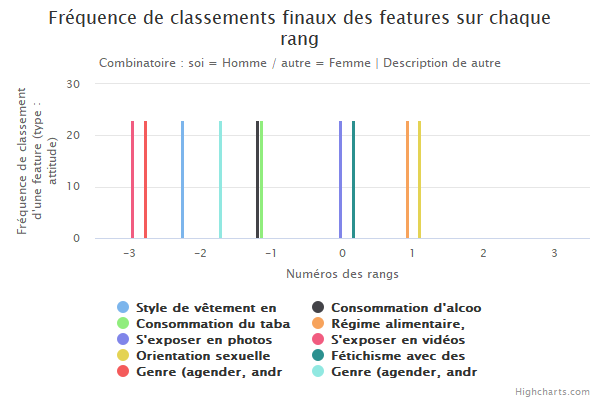 Fréquence de classements finaux des features sur chaque
rang
Combinatoire : soi = Homme / autre = Femme | Description de autre
Fréquence de classement
d'une feature (type :
attitude)
30
20
10
0
–3
–2
–1
0
1
2
3
Numéros des rangs
Style de vêtement en
Consommation d'alcoo
Consommation du taba
Régime alimentaire,
S'exposer en photos
S'exposer en vidéos
Orientation sexuelle
Fétichisme avec des
Genre (agender, andr
Genre (agender, andr
Highcharts.com